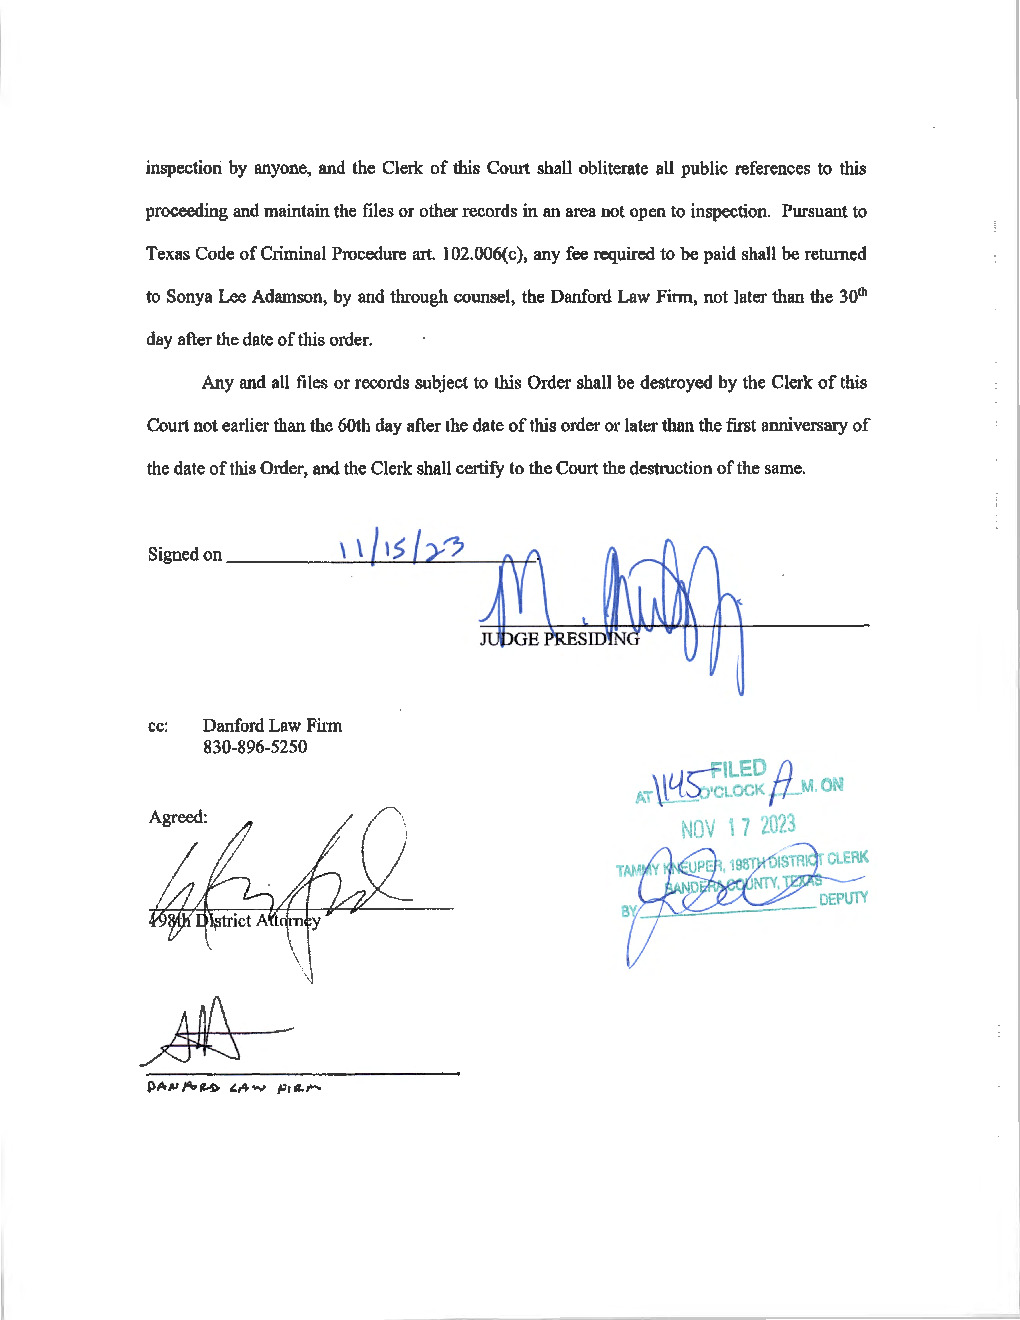 inspection by anyone, and the Clerk of this Court shall obliterate all public references to this
proceeding and maintain the files or other records in an area not open to inspection. Pursuant to
Texas Code of Criminal Procedure art. 102.006(c), any fee required to be paid shall be returned
to Sonya Lee Adamson, by and through counsel, the Danford Law Firm, not later than the 30th
day after the date of this order.
Any and all files or records subject to this Order shall be destroyed by the Clerk of this
Court not earlier than the 60th day after the date of this order or later than the first anniversary of
the date of this Order, and the Clerk shall certify to the Court the destruction of the same.
Signed on 11/15/23.
JUDGE PRESIDING
cc: Danford Law Firm
830-896-5250
FILED
AT 1145 O'CLOCK A M. ON
NOV 17 2023
TAMMY KNEUPER, 198TH DISTRICT CLERK
BANDERA COUNTY, TEXAS
BY DEPUTY
Agreed:
198th District Attorney
DANFORD LAW FIRM